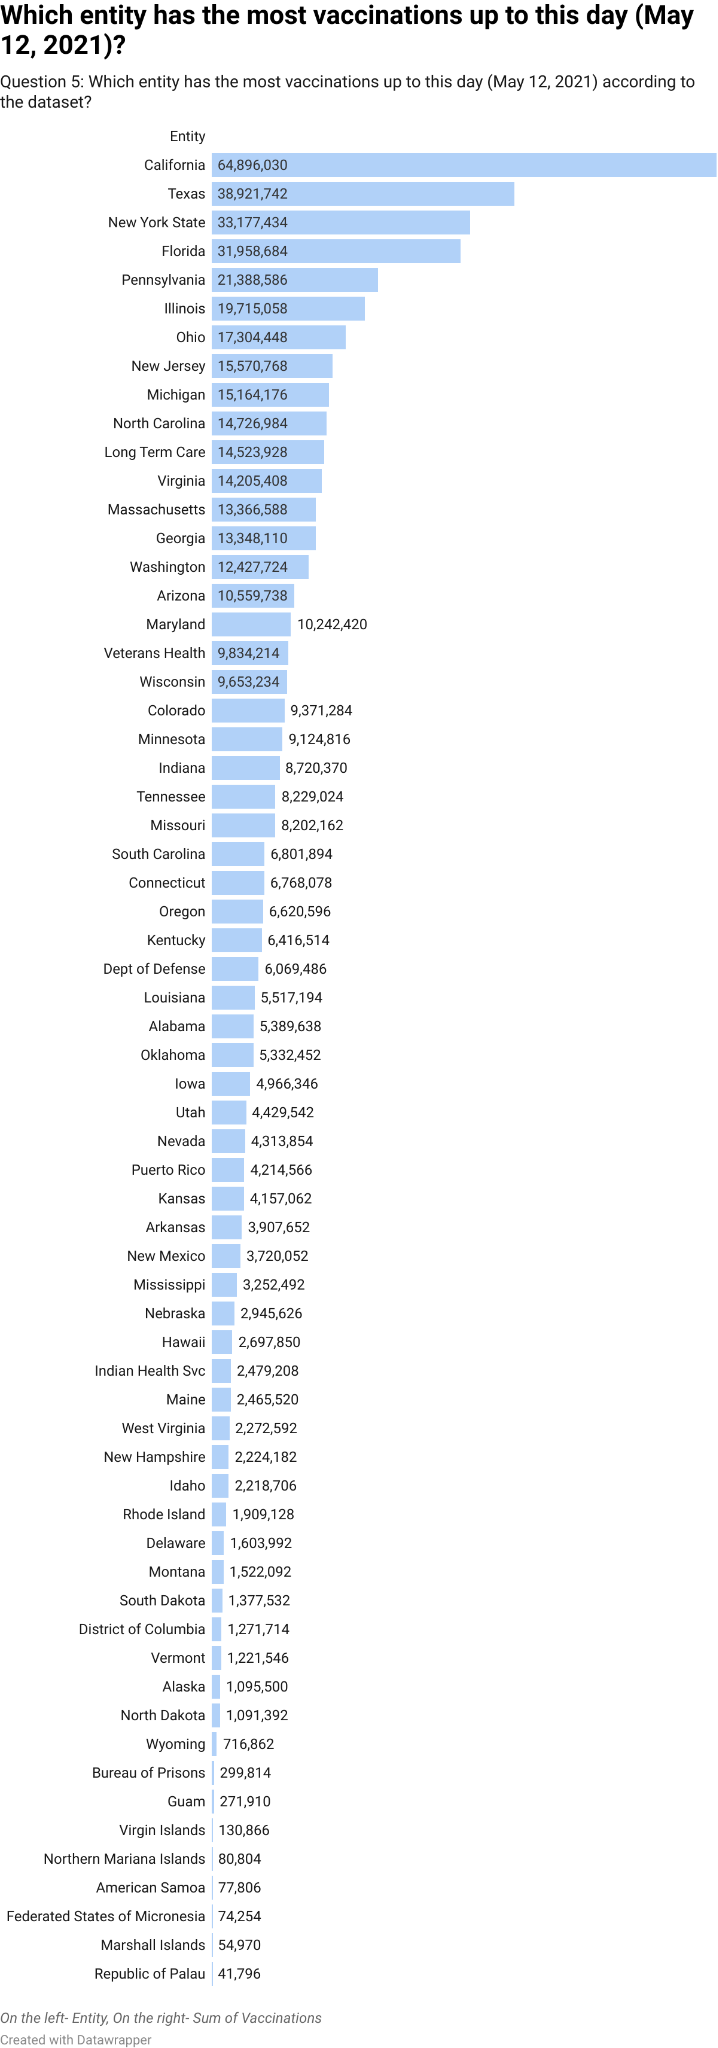 Which entity has the most vaccinations up to this day (May
12, 2021)?
Question 5: Which entity has the most vaccinations up to this day (May 12, 2021) according to
the dataset?
Entity
California 64,896,030
Texas 38,921,742
New York State 33,177,434
Florida 31,958,684
Pennsylvania 21,388,586
Illinois 19,715,058
Ohio 17,304,448
New Jersey 15,570,768
Michigan 15,164,176
North Carolina 14,726,984
Long Term Care 14,523,928
Virginia 14,205,408
Massachusetts 13,366,588
Georgia 13,348,110
Washington 12,427,724
Arizona 10,559,738
Maryland 10,242,420
Veterans Health 9,834,214
Wisconsin 9,653,234
Colorado 9,371,284
Minnesota 9,124,816
Indiana 8,720,370
Tennessee 8,229,024
Missouri 8,202,162
South Carolina 6,801,894
Connecticut 6,768,078
Oregon 6,620,596
Kentucky 6,416,514
Dept of Defense 6,069,486
Louisiana 5,517,194
Alabama 5,389,638
Oklahoma 5,332,452
Iowa 4,966,346
Utah 4,429,542
Nevada 4,313,854
Puerto Rico 4,214,566
Kansas 4,157,062
Arkansas 3,907,652
New Mexico 3,720,052
Mississippi 3,252,492
Nebraska 2,945,626
Hawaii 2,697,850
Indian Health Svc 2,479,208
Maine 2,465,520
West Virginia 2,272,592
New Hampshire 2,224,182
Idaho 2,218,706
Rhode Island 1,909,128
Delaware 1,603,992
Montana 1,522,092
South Dakota 1,377,532
District of Columbia 1,271,714
Vermont 1,221,546
Alaska 1,095,500
North Dakota 1,091,392
Wyoming 716,862
Bureau of Prisons 299,814
Guam 271,910
Virgin Islands 130,866
Northern Mariana Islands 80,804
American Samoa 77,806
Federated States of Micronesia 74,254
Marshall Islands 54,970
Republic of Palau 41,796
On the left- Entity, On the right- Sum of Vaccinations
Created with Datawrapper